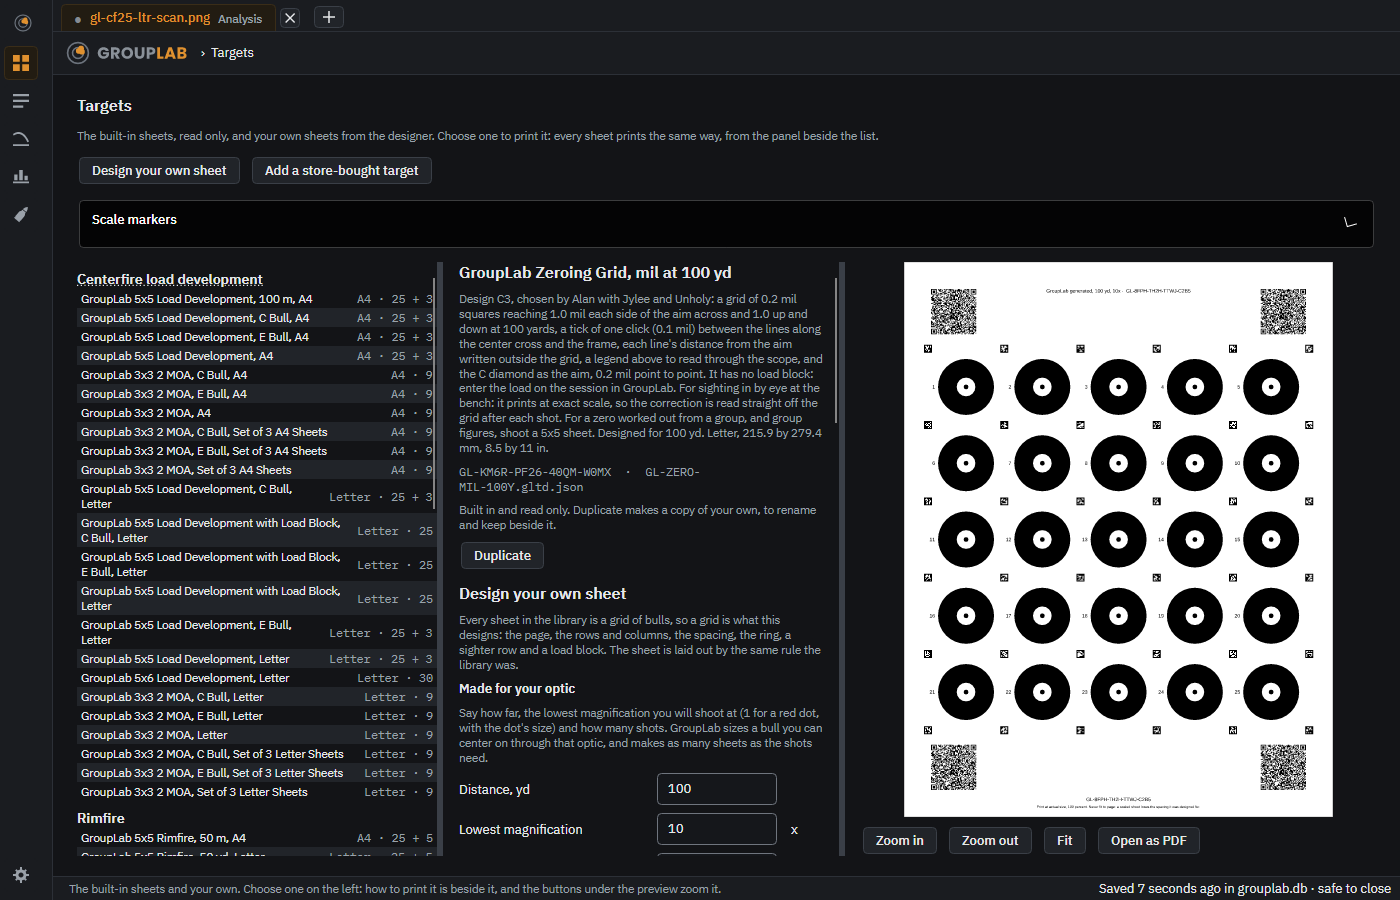 gl-cf25-ltr-scan.png Analysis
GROUPLAB › Targets
Targets
The built-in sheets, read only, and your own sheets from the designer. Choose one to print it: every sheet prints the same way, from the panel beside the list.
Design your own sheet
Add a store-bought target
Scale markers
Centerfire load development
GroupLab 5x5 Load Development, 100 m, A4 A4 · 25 + 3
GroupLab 5x5 Load Development, C Bull, A4 A4 · 25 + 3
GroupLab 5x5 Load Development, E Bull, A4 A4 · 25 + 3
GroupLab 5x5 Load Development, A4 A4 · 25 + 3
GroupLab 3x3 2 MOA, C Bull, A4 A4 · 9
GroupLab 3x3 2 MOA, E Bull, A4 A4 · 9
GroupLab 3x3 2 MOA, A4 A4 · 9
GroupLab 3x3 2 MOA, C Bull, Set of 3 A4 Sheets A4 · 9
GroupLab 3x3 2 MOA, E Bull, Set of 3 A4 Sheets A4 · 9
GroupLab 3x3 2 MOA, Set of 3 A4 Sheets A4 · 9
GroupLab 5x5 Load Development, C Bull,
Letter Letter · 25 + 3
GroupLab 5x5 Load Development with Load Block,
C Bull, Letter Letter · 25
GroupLab 5x5 Load Development with Load Block,
E Bull, Letter Letter · 25
GroupLab 5x5 Load Development with Load Block,
Letter Letter · 25
GroupLab 5x5 Load Development, E Bull,
Letter Letter · 25 + 3
GroupLab 5x5 Load Development, Letter Letter · 25 + 3
GroupLab 5x6 Load Development, Letter Letter · 30
GroupLab 3x3 2 MOA, C Bull, Letter Letter · 9
GroupLab 3x3 2 MOA, E Bull, Letter Letter · 9
GroupLab 3x3 2 MOA, Letter Letter · 9
GroupLab 3x3 2 MOA, C Bull, Set of 3 Letter Sheets Letter · 9
GroupLab 3x3 2 MOA, E Bull, Set of 3 Letter Sheets Letter · 9
GroupLab 3x3 2 MOA, Set of 3 Letter Sheets Letter · 9
Rimfire
GroupLab 5x5 Rimfire, 50 m, A4 A4 · 25 + 5
GroupLab Zeroing Grid, mil at 100 yd
Design C3, chosen by Alan with Jylee and Unholy: a grid of 0.2 mil
squares reaching 1.0 mil each side of the aim across and 1.0 up and
down at 100 yards, a tick of one click (0.1 mil) between the lines along
the center cross and the frame, each line's distance from the aim
written outside the grid, a legend above to read through the scope, and
the C diamond as the aim, 0.2 mil point to point. It has no load block:
enter the load on the session in GroupLab. For sighting in by eye at the
bench: it prints at exact scale, so the correction is read straight off the
grid after each shot. For a zero worked out from a group, and group
figures, shoot a 5x5 sheet. Designed for 100 yd. Letter, 215.9 by 279.4
mm, 8.5 by 11 in.
GL-KM6R-PF26-40QM-W0MX · GL-ZERO-
MIL-100Y.gltd.json
Built in and read only. Duplicate makes a copy of your own, to rename
and keep beside it.
Duplicate
Design your own sheet
Every sheet in the library is a grid of bulls, so a grid is what this
designs: the page, the rows and columns, the spacing, the ring, a
sighter row and a load block. The sheet is laid out by the same rule the
library was.
Made for your optic
Say how far, the lowest magnification you will shoot at (1 for a red dot,
with the dot's size) and how many shots. GroupLab sizes a bull you can
center on through that optic, and makes as many sheets as the shots
need.
Distance, yd 100
Lowest magnification 10 x
1 2 3 4 5
6 7 8 9 10
11 12 13 14 15
16 17 18 19 20
21 22 23 24 25
Zoom in
Zoom out
Fit
Open as PDF
The built-in sheets and your own. Choose one on the left: how to print it is beside it, and the buttons under the preview zoom it.
Saved 7 seconds ago in grouplab.db · safe to close